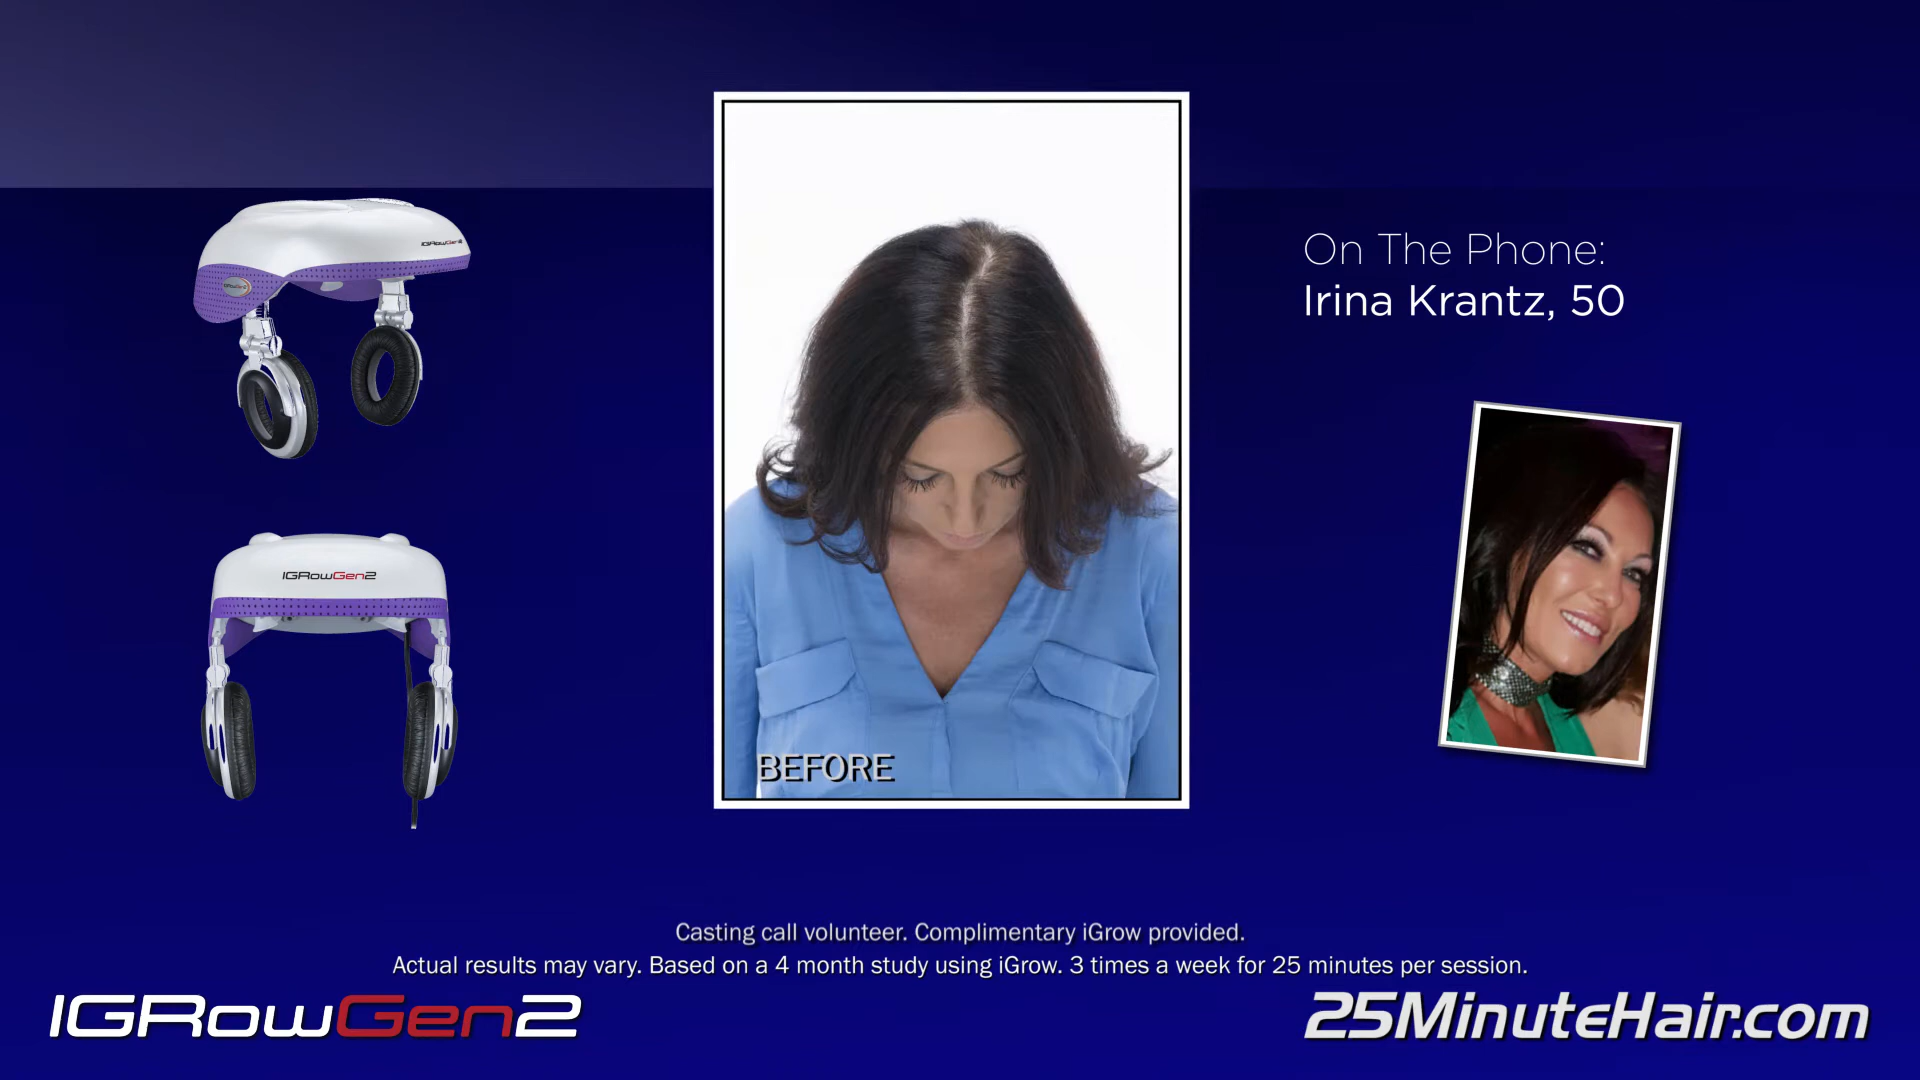 IGRowGen2
IGRowGen2
BEFORE
On The Phone:
Irina Krantz, 50
Casting call volunteer. Complimentary iGrow provided.
Actual results may vary. Based on a 4 month study using iGrow. 3 times a week for 25 minutes per session.
IGRowGen2
25MinuteHair.com